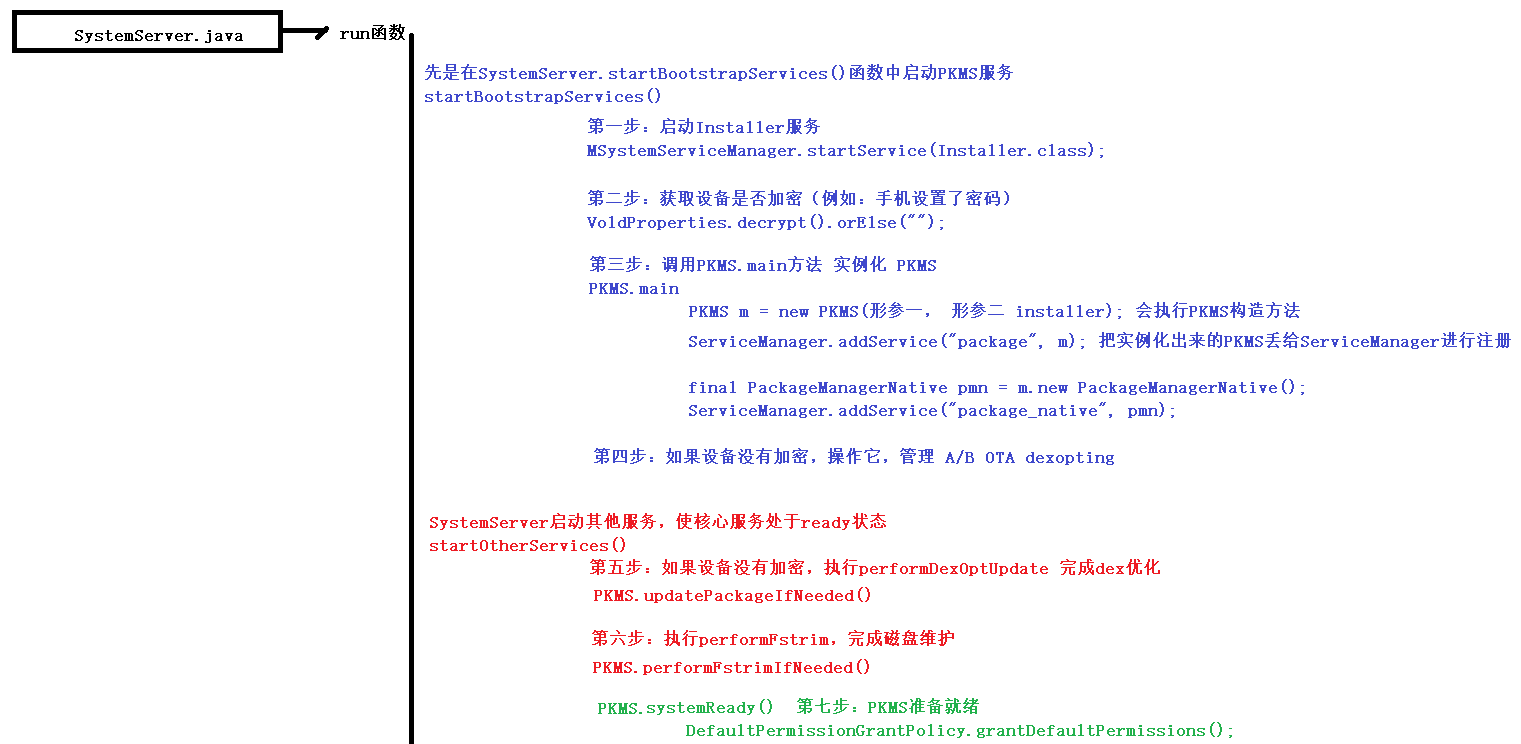 SystemServer.java
run函数
先是在SystemServer.startBootstrapServices()函数中启动PKMS服务
startBootstrapServices()
第一步：启动Installer服务
MSystemServiceManager.startService(Installer.class);
第二步：获取设备是否加密（例如：手机设置了密码）
VoldProperties.decrypt().orElse("");
第三步：调用PKMS.main方法 实例化 PKMS
PKMS.main
PKMS m = new PKMS(形参一， 形参二 installer); 会执行PKMS构造方法
ServiceManager.addService("package", m); 把实例化出来的PKMS丢给ServiceManager进行注册
final PackageManagerNative pmn = m.new PackageManagerNative();
ServiceManager.addService("package_native", pmn);
第四步：如果设备没有加密，操作它，管理 A/B OTA dexopting
SystemServer启动其他服务，使核心服务处于ready状态
startOtherServices()
第五步：如果设备没有加密，执行performDexOptUpdate 完成dex优化
PKMS.updatePackageIfNeeded()
第六步：执行performFstrim，完成磁盘维护
PKMS.performFstrimIfNeeded()
PKMS.systemReady() 第七步：PKMS准备就绪
DefaultPermissionGrantPolicy.grantDefaultPermissions();